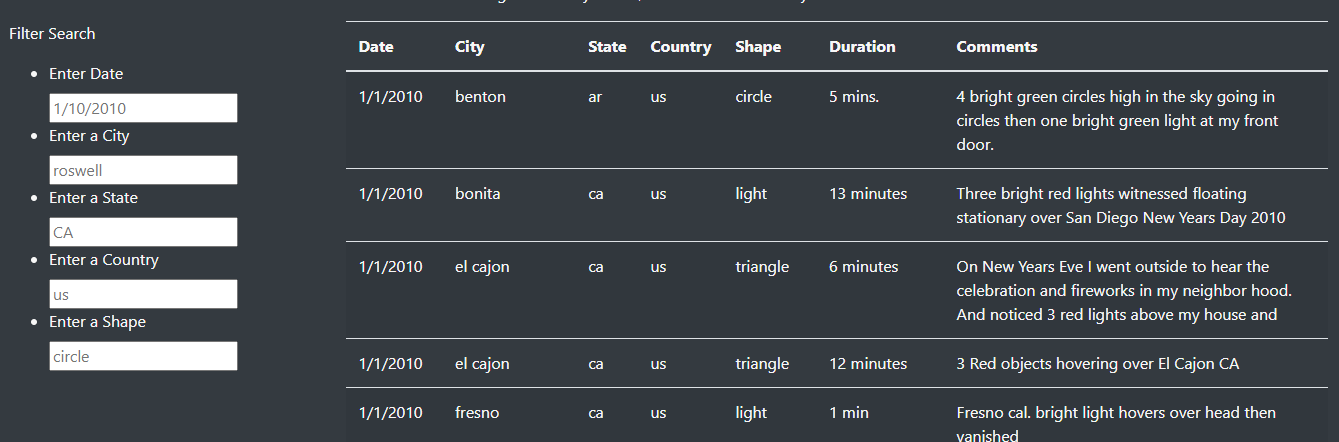 Filter Search
Enter Date
1/10/2010
Enter a City
roswell
Enter a State
CA
Enter a Country
us
Enter a Shape
circle
Date City State Country Shape Duration Comments
1/1/2010 benton ar us circle 5 mins. 4 bright green circles high in the sky going in
circles then one bright green light at my front
door.
1/1/2010 bonita ca us light 13 minutes Three bright red lights witnessed floating
stationary over San Diego New Years Day 2010
1/1/2010 el cajon ca us triangle 6 minutes On New Years Eve I went outside to hear the
celebration and fireworks in my neighbor hood.
And noticed 3 red lights above my house and
1/1/2010 el cajon ca us triangle 12 minutes 3 Red objects hovering over El Cajon CA
1/1/2010 fresno ca us light 1 min Fresno cal. bright light hovers over head then
vanished